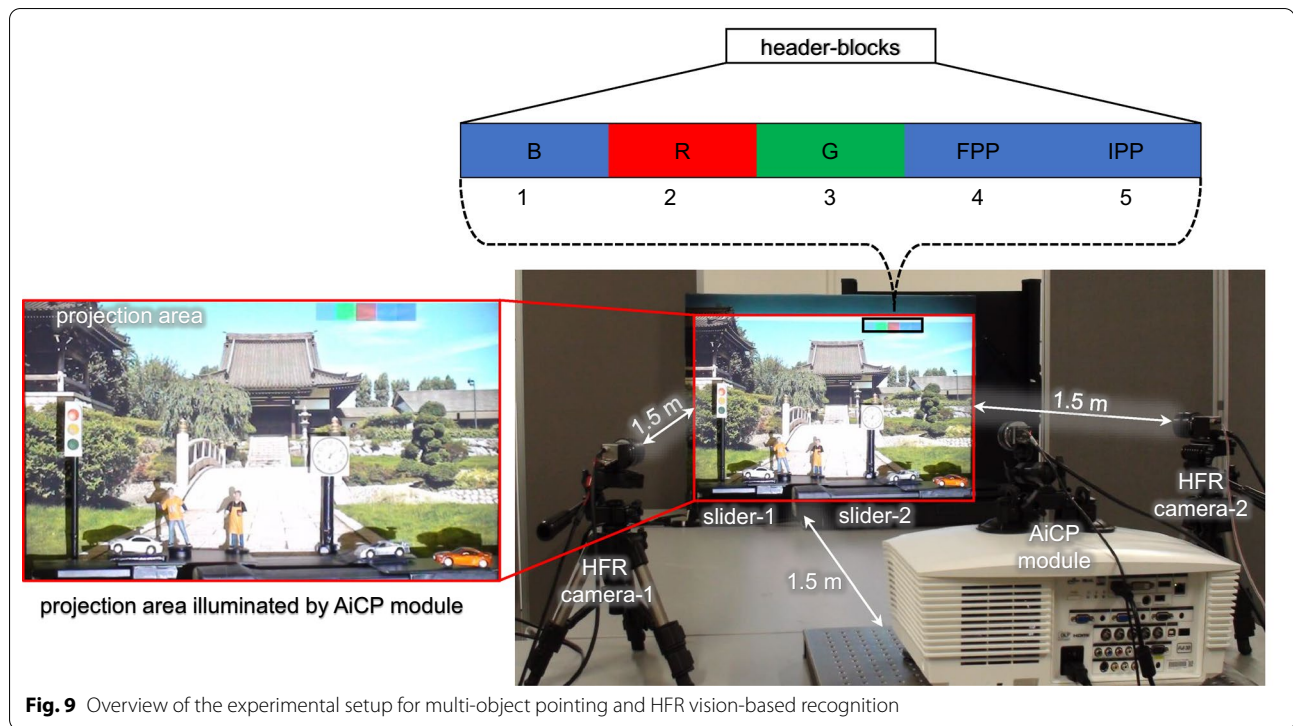 header-blocks
B R G FPP IPP
1 2 3 4 5
projection area
1.5 m
1.5 m
HFR
camera-2
slider-1 slider-2
AiCP
module
HFR
camera-1
1.5 m
projection area illuminated by AiCP module
Fig. 9 Overview of the experimental setup for multi-object pointing and HFR vision-based recognition